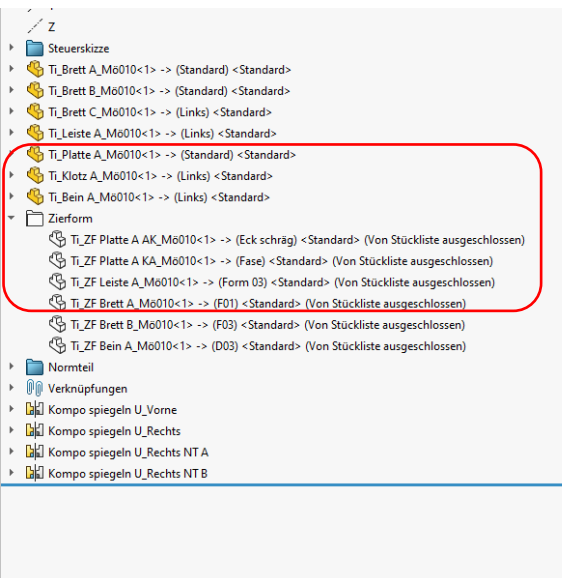 Z
Steuerskizze
Ti_Brett A_Mö010<1> -> (Standard) <Standard>
Ti_Brett B_Mö010<1> -> (Standard) <Standard>
Ti_Brett C_Mö010<1> -> (Links) <Standard>
Ti_Leiste A_Mö010<1> -> (Links) <Standard>
Ti_Platte A_Mö010<1> -> (Standard) <Standard>
Ti_Klotz A_Mö010<1> -> (Links) <Standard>
Ti_Bein A_Mö010<1> -> (Links) <Standard>
Zierform
Ti_ZF Platte A AK_Mö010<1> -> (Eck schräg) <Standard> (Von Stückliste ausgeschlossen)
Ti_ZF Platte A KA_Mö010<1> -> (Fase) <Standard> (Von Stückliste ausgeschlossen)
Ti_ZF Leiste A_Mö010<1> -> (Form 03) <Standard> (Von Stückliste ausgeschlossen)
Ti_ZF Brett A_Mö010<1> -> (F01) <Standard> (Von Stückliste ausgeschlossen)
Ti_ZF Brett B_Mö010<1> -> (F03) <Standard> (Von Stückliste ausgeschlossen)
Ti_ZF Bein A_Mö010<1> -> (D03) <Standard> (Von Stückliste ausgeschlossen)
Normteil
Verknüpfungen
Kompo spiegeln U_Vorne
Kompo spiegeln U_Rechts
Kompo spiegeln U_Rechts NT A
Kompo spiegeln U_Rechts NT B